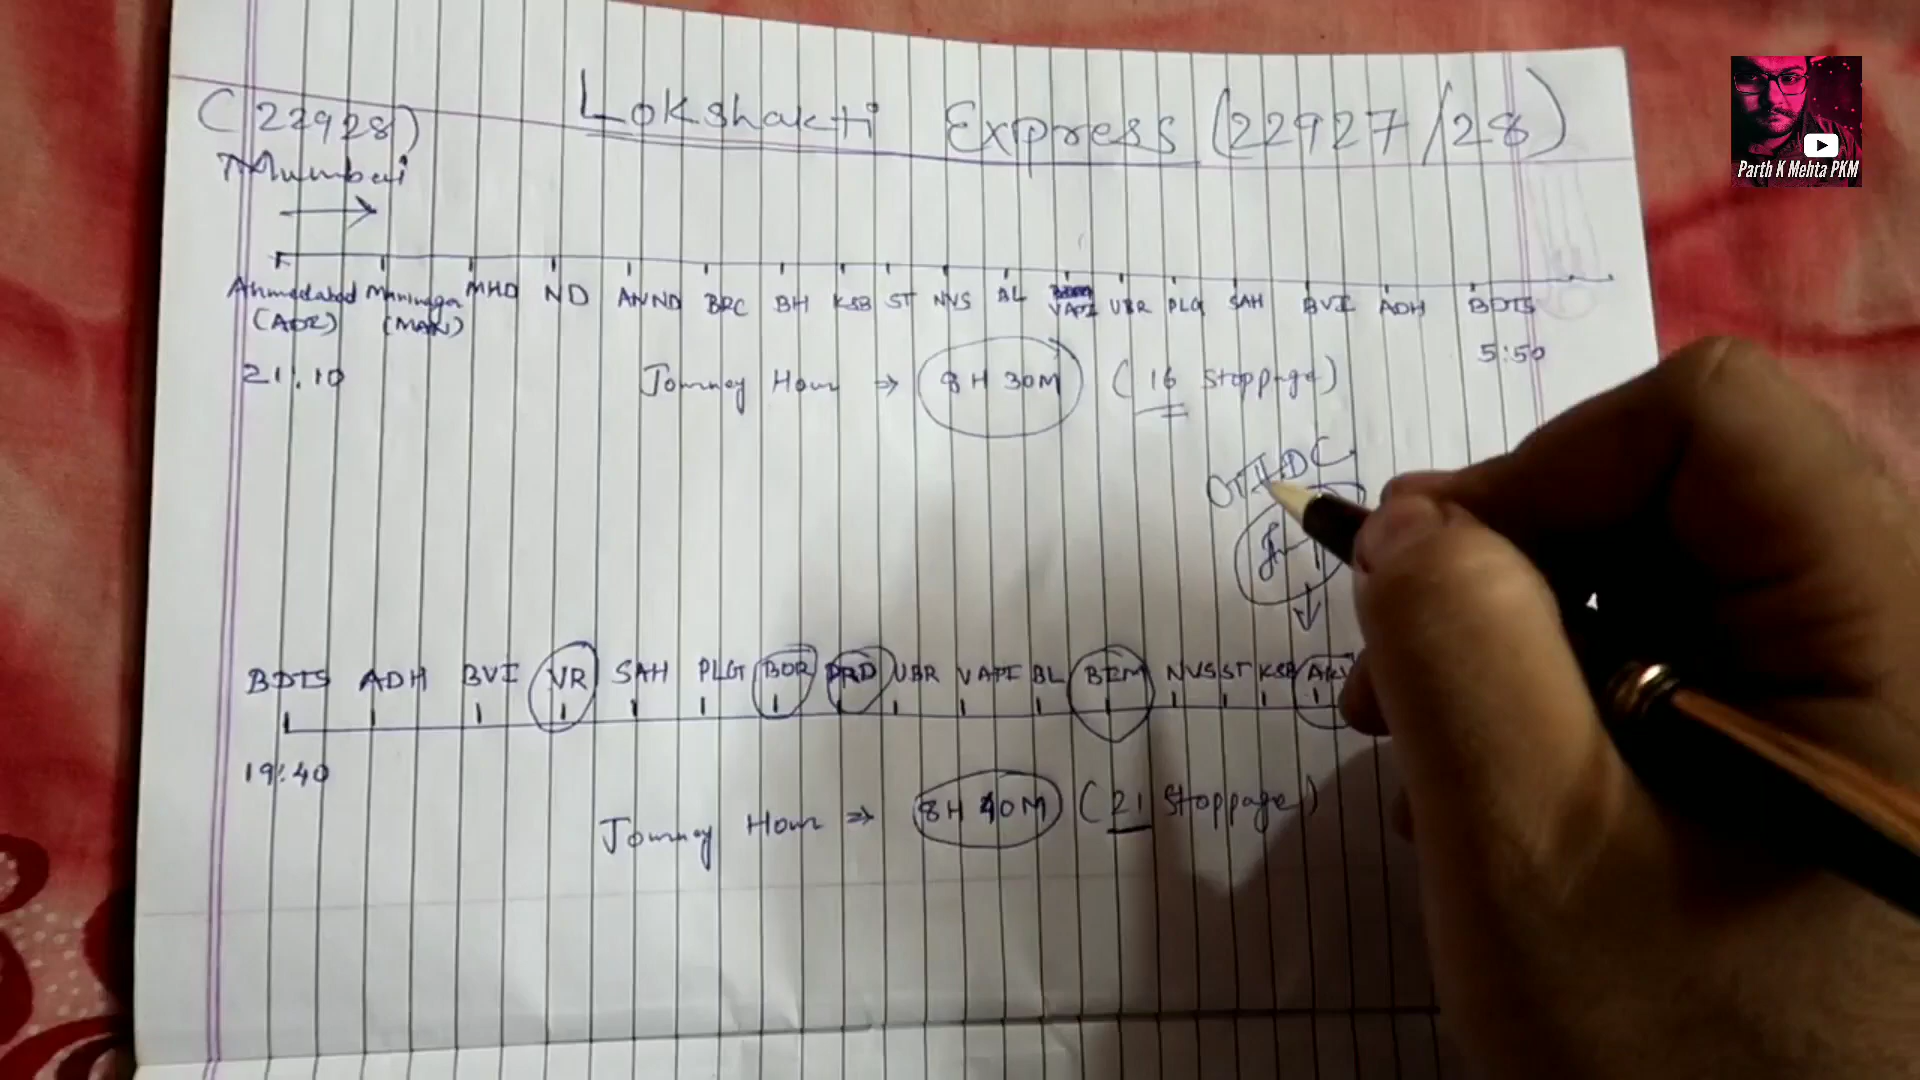 (22928)
Lokshakti Express (22927/28)
Mumbai
Ahmedabad Maninagar MHD ND ANND BRC BH KSB ST NVS BL VAPI UBR PLG SAH BVI ADH BDTS
(ADI) (MAN)
21:10
5:50
Journey Hour ⇒ 8H 30M (16 stoppage)
BDTS ADH BVI VR SAH PLG BOR DRD UBR VAPI BL BIM NVS ST KSB
19:40
Journey Hour ⇒ 8H 40M (21 stoppage)
Parth K Mehta PKM